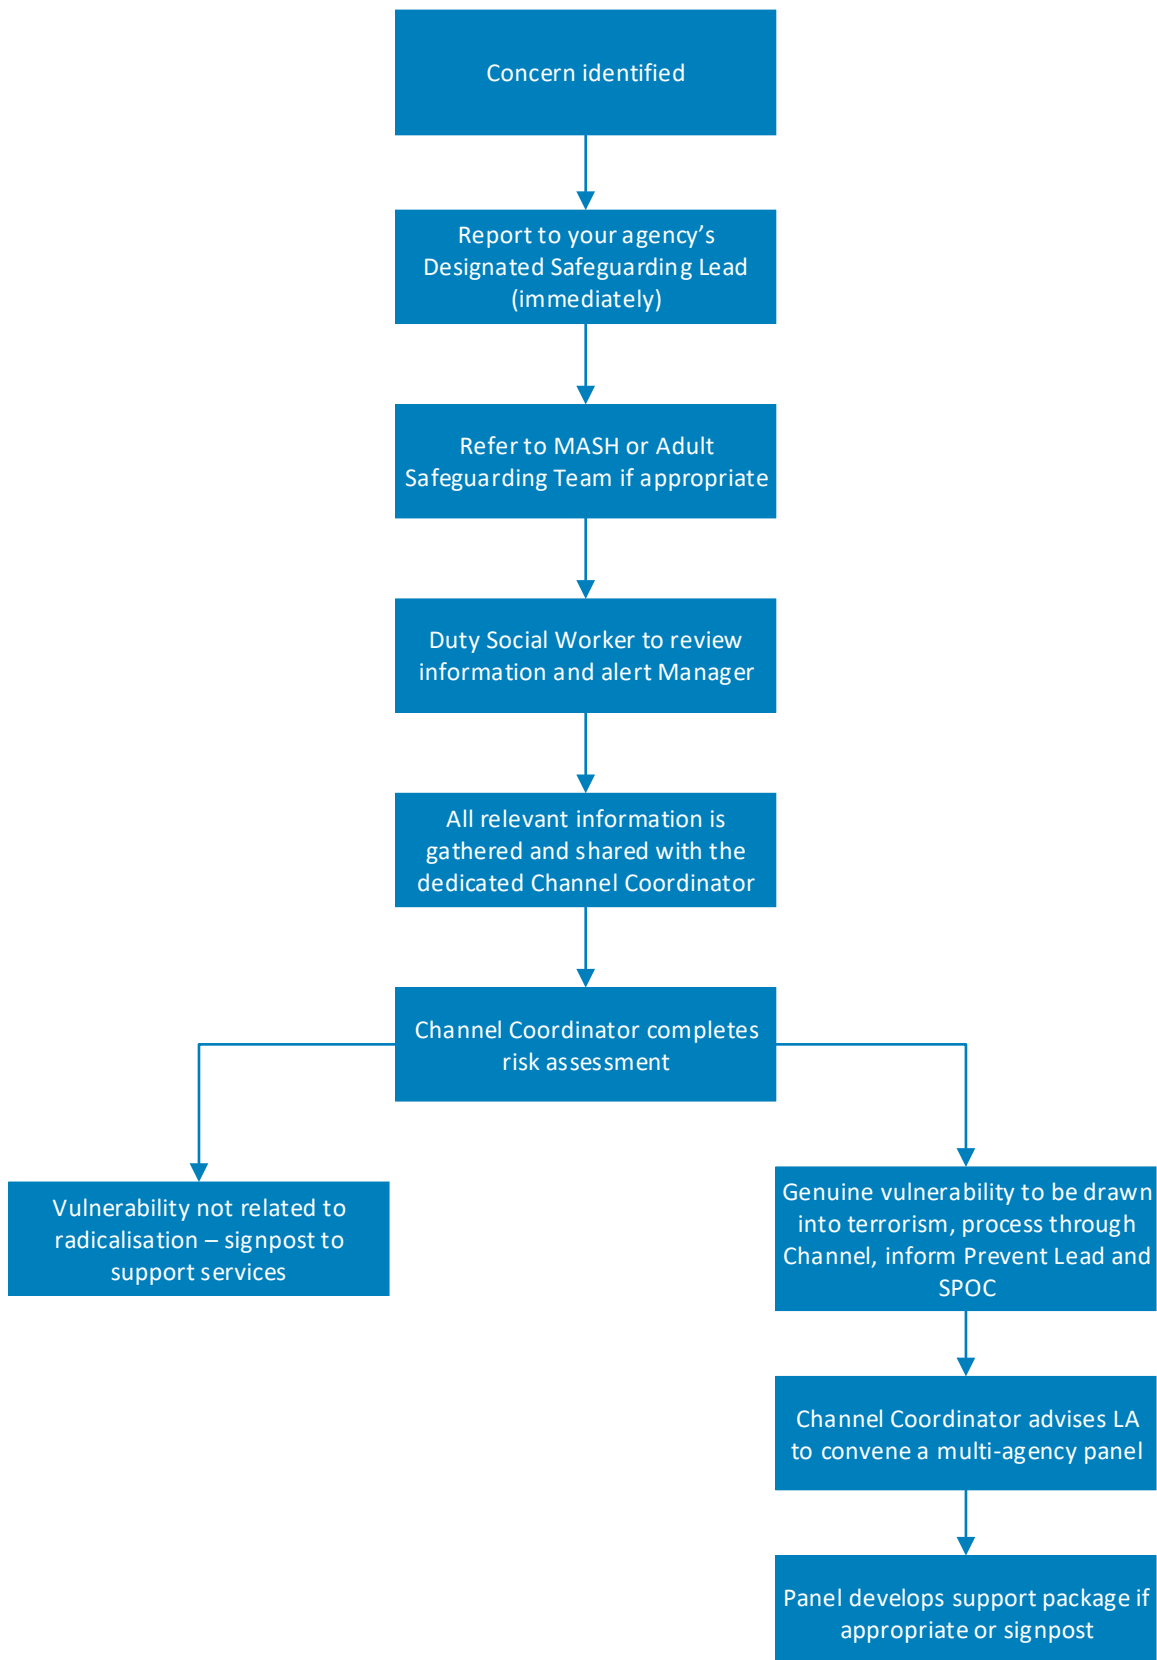 Concern identified
Report to your agency’s
Designated Safeguarding Lead
(immediately)
Refer to MASH or Adult
Safeguarding Team if appropriate
Duty Social Worker to review
information and alert Manager
All relevant information is
gathered and shared with the
dedicated Channel Coordinator
Channel Coordinator completes
risk assessment
Vulnerability not related to
radicalisation – signpost to
support services
Genuine vulnerability to be drawn
into terrorism, process through
Channel, inform Prevent Lead and
SPOC
Channel Coordinator advises LA
to convene a multi-agency panel
Panel develops support package if
appropriate or signpost